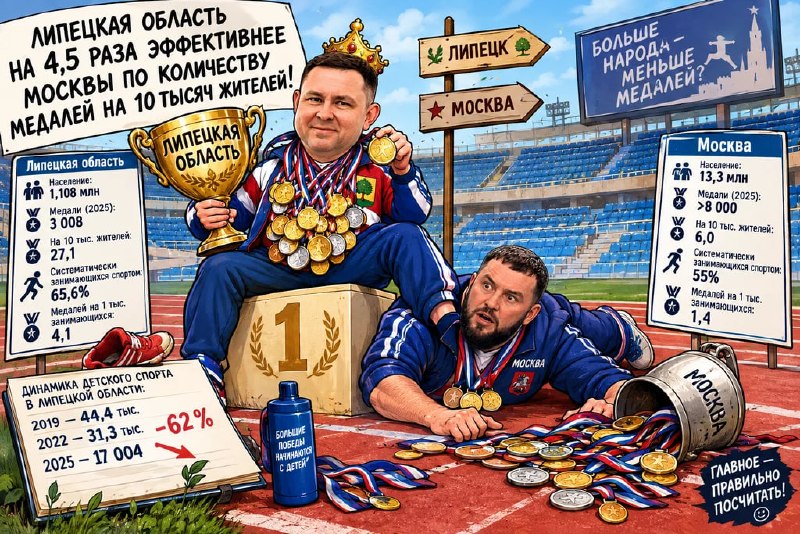 ЛИПЕЦКАЯ ОБЛАСТЬ
НА 4,5 РАЗА ЭФФЕКТИВНЕЕ
МОСКВЫ ПО КОЛИЧЕСТВУ
МЕДАЛЕЙ НА 10 ТЫСЯЧ ЖИТЕЛЕЙ!
ЛИПЕЦК
МОСКВА
БОЛЬШЕ
НАРОДА –
МЕНЬШЕ
МЕДАЛЕЙ?
ЛИПЕЦКАЯ
ОБЛАСТЬ
Липецкая область
Население:
1,108 млн
Медали (2025):
3 008
На 10 тыс. жителей:
27,1
Систематически
занимающихся спортом:
65,6%
Медалей на 1 тыс.
занимающихся:
4,1
Москва
Население:
13,3 млн
Медали (2025):
>8 000
На 10 тыс. жителей:
6,0
Систематически
занимающихся спортом:
55%
Медалей на 1 тыс.
занимающихся:
1,4
1
МОСКВА
МОСКВА
ДИНАМИКА ДЕТСКОГО СПОРТА
В ЛИПЕЦКОЙ ОБЛАСТИ:
2019 – 44,4 тыс.
2022 – 31,3 тыс.
2025 – 17 004
-62%
БОЛЬШИЕ
ПОБЕДЫ
НАЧИНАЮТСЯ
С ДЕТЕЙ"
ГЛАВНОЕ –
ПРАВИЛЬНО
ПОСЧИТАТЬ!